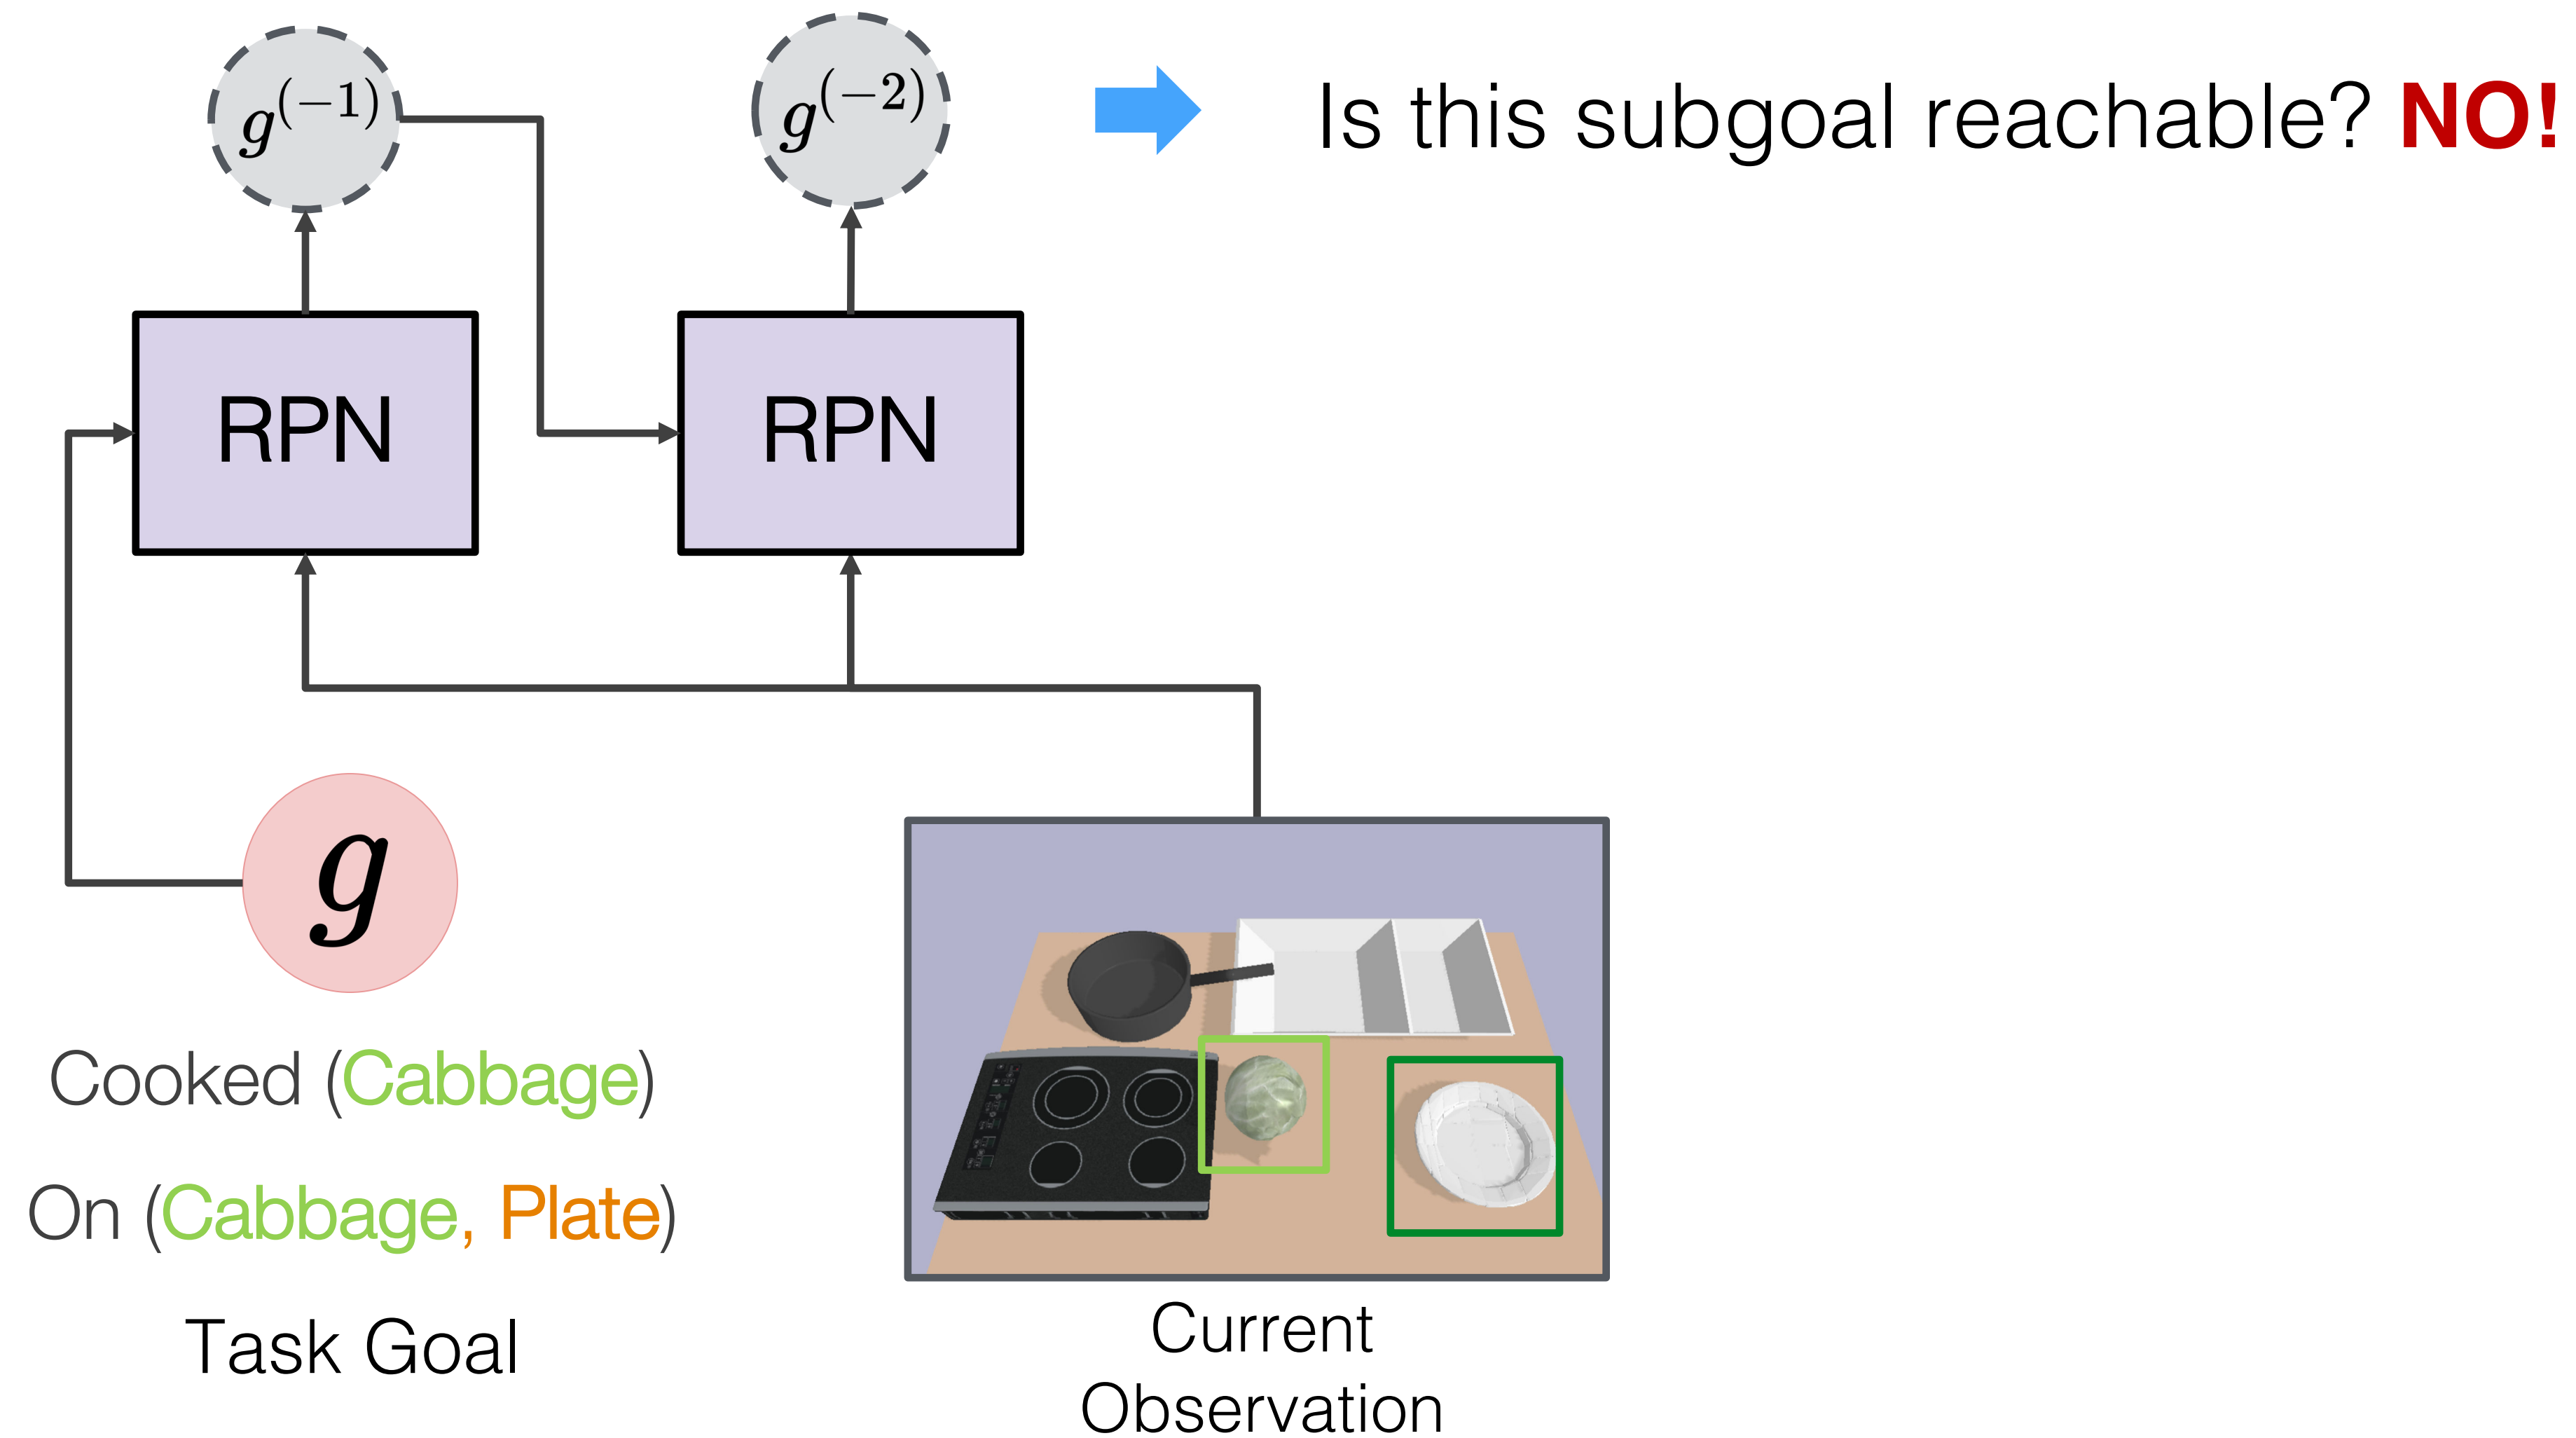 g^(−1)
g^(−2)
Is this subgoal reachable? NO!
RPN
RPN
g
Cooked (Cabbage)
On (Cabbage, Plate)
Task Goal
Current
Observation